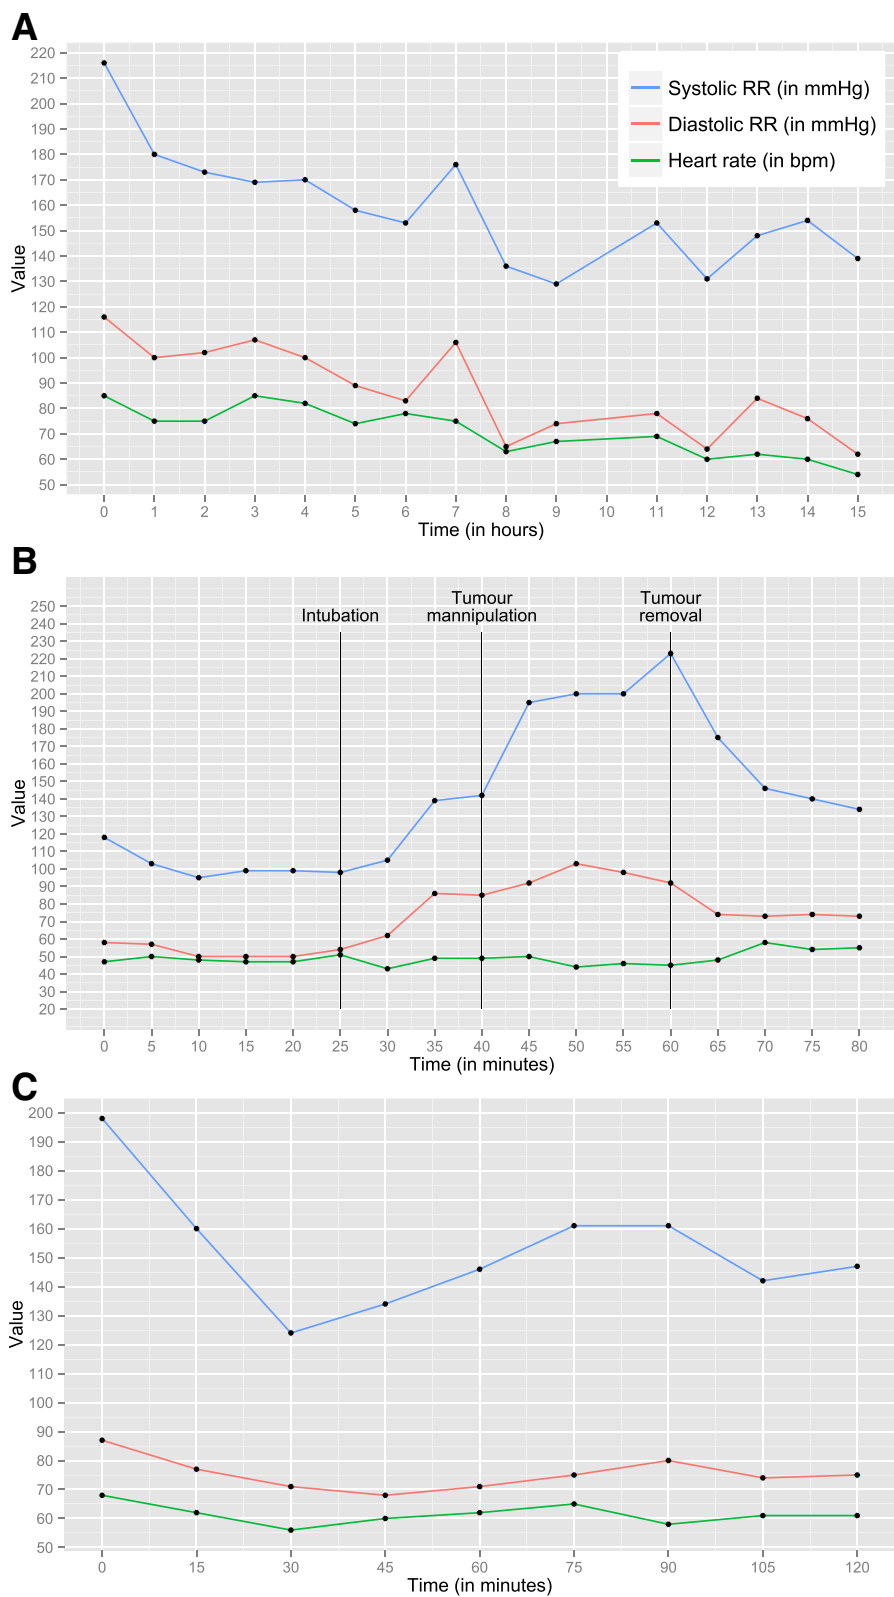 A
220
210
200
190
180
170
160
150
140
130
120
110
100
90
80
70
60
50
Value
Systolic RR (in mmHg)
Diastolic RR (in mmHg)
Heart rate (in bpm)
0 1 2 3 4 5 6 7 8 9 10 11 12 13 14 15
Time (in hours)
B
250
240
230
220
210
200
190
180
170
160
150
140
130
120
110
100
90
80
70
60
50
40
30
20
Value
Intubation
Tumour
mannipulation
Tumour
removal
0 5 10 15 20 25 30 35 40 45 50 55 60 65 70 75 80
Time (in minutes)
C
200
190
180
170
160
150
140
130
120
110
100
90
80
70
60
50
Value
0 15 30 45 60 75 90 105 120
Time (in minutes)